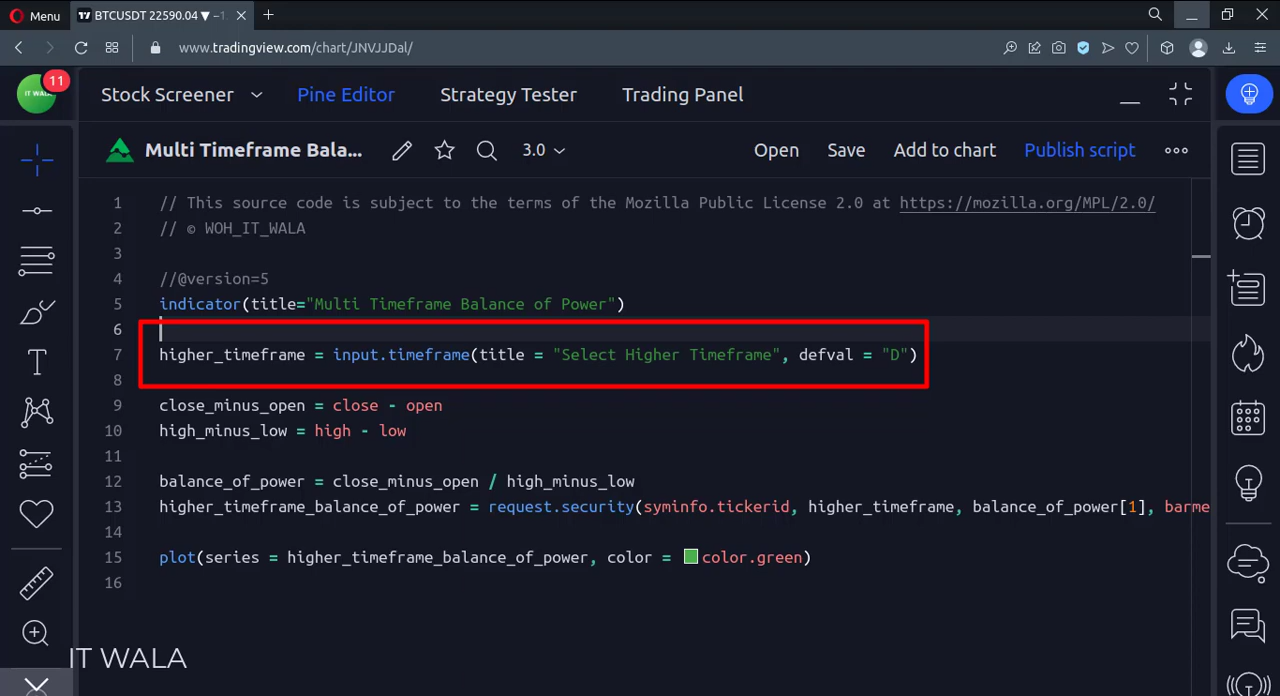 Menu
BTCUSDT 22590.04 ▼ −1
www.tradingview.com/chart/JNVJJDal/
IT WALA
11
Stock Screener
Pine Editor
Strategy Tester
Trading Panel
Multi Timeframe Bala...
3.0
Open
Save
Add to chart
Publish script
1 // This source code is subject to the terms of the Mozilla Public License 2.0 at https://mozilla.org/MPL/2.0/
2 // © WOH_IT_WALA
3
4 //@version=5
5 indicator(title="Multi Timeframe Balance of Power")
6
7 higher_timeframe = input.timeframe(title = "Select Higher Timeframe", defval = "D")
8
9 close_minus_open = close - open
10 high_minus_low = high - low
11
12 balance_of_power = close_minus_open / high_minus_low
13 higher_timeframe_balance_of_power = request.security(syminfo.tickerid, higher_timeframe, balance_of_power[1], barme
14
15 plot(series = higher_timeframe_balance_of_power, color = color.green)
16
IT WALA